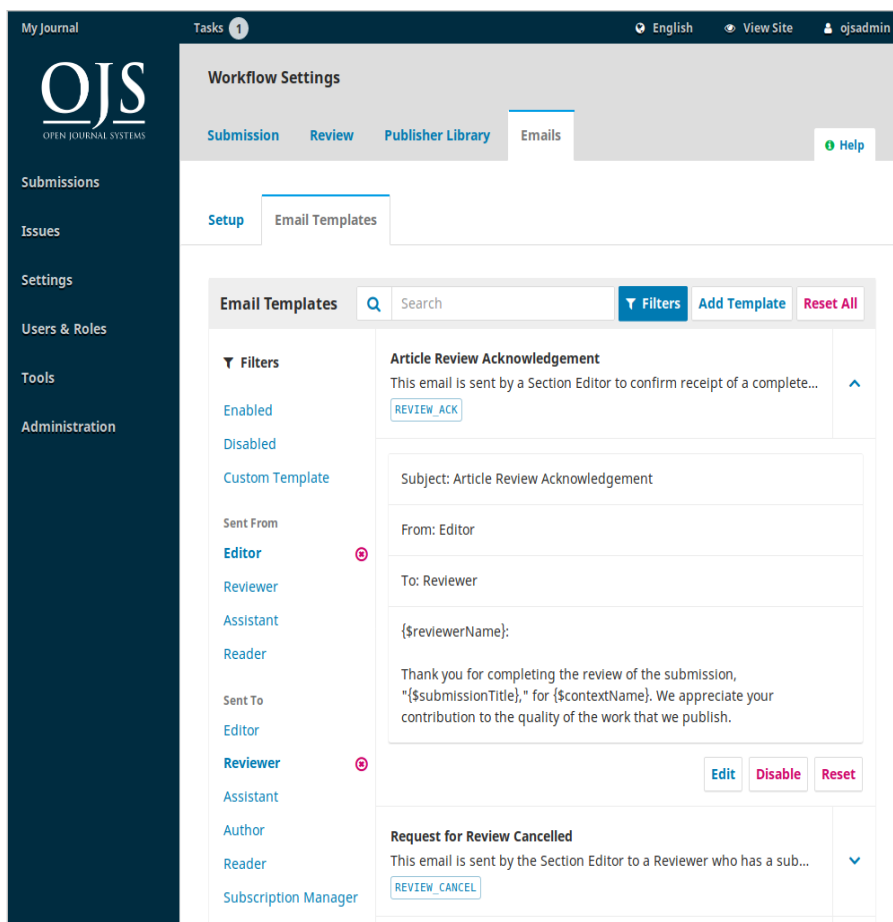 My Journal
Tasks 1
English
View Site
ojsadmin
OJS
OPEN JOURNAL SYSTEMS
Submissions
Issues
Settings
Users & Roles
Tools
Administration
Workflow Settings
Submission
Review
Publisher Library
Emails
Help
Setup
Email Templates
Email Templates
Search
Filters
Add Template
Reset All
Filters
Enabled
Disabled
Custom Template
Sent From
Editor
Reviewer
Assistant
Reader
Sent To
Editor
Reviewer
Assistant
Author
Reader
Subscription Manager
Article Review Acknowledgement
This email is sent by a Section Editor to confirm receipt of a complete...
REVIEW_ACK
Subject: Article Review Acknowledgement
From: Editor
To: Reviewer
{$reviewerName}:
Thank you for completing the review of the submission,
"{$submissionTitle}," for {$contextName}. We appreciate your
contribution to the quality of the work that we publish.
Edit
Disable
Reset
Request for Review Cancelled
This email is sent by the Section Editor to a Reviewer who has a sub...
REVIEW_CANCEL